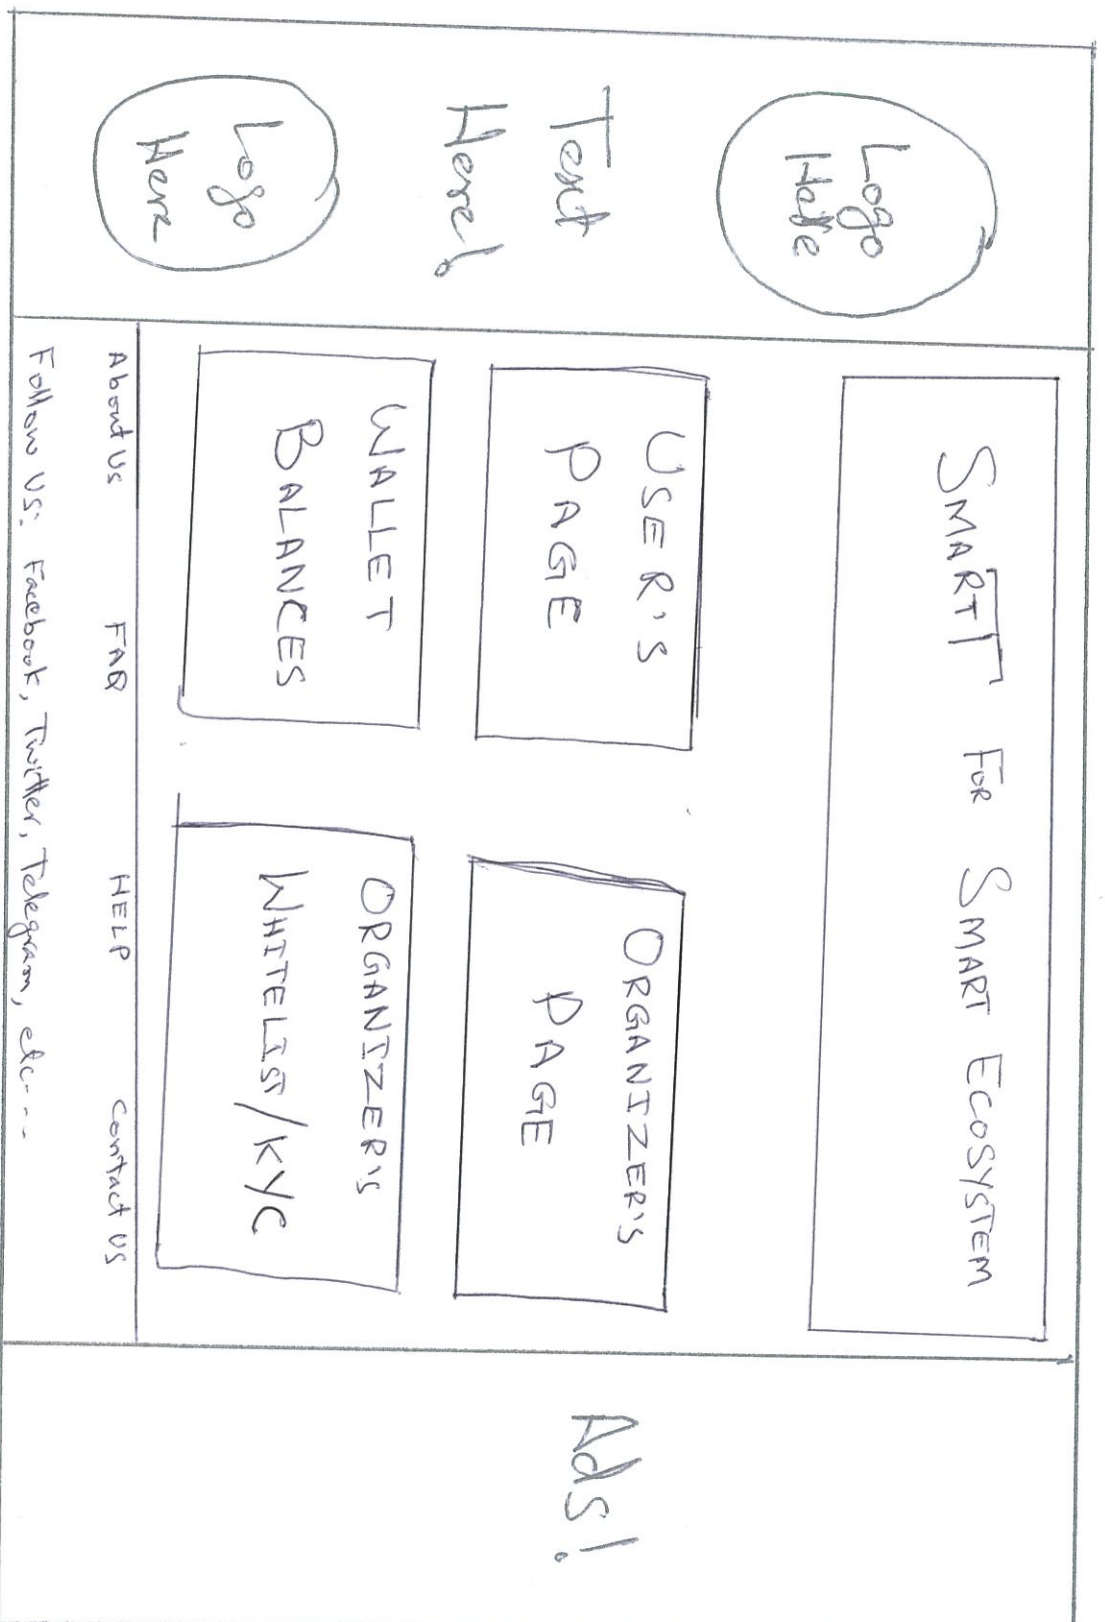 Logo
Here
Text
Here!
Logo
Here
SMARTT FOR SMART ECOSYSTEM
USER'S
PAGE
ORGANIZER'S
PAGE
WALLET
BALANCES
ORGANIZER'S
WHITELIST/KYC
About Us FAQ HELP Contact US
Follow US: Facebook, Twitter, Telegram, etc----
Ads!